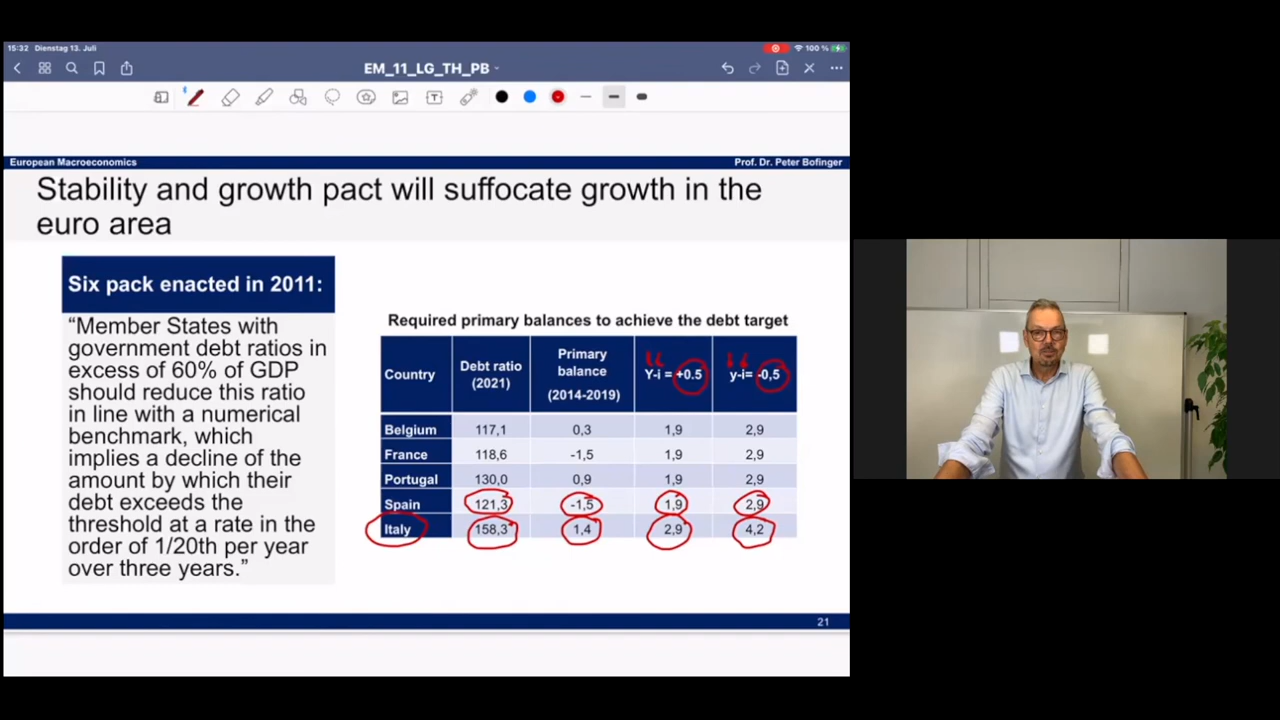 15:32 Dienstag 13. Juli
100 %
EM_11_LG_TH_PB
T
European Macroeconomics
Prof. Dr. Peter Bofinger
Stability and growth pact will suffocate growth in the
euro area
Six pack enacted in 2011:
“Member States with
government debt ratios in
excess of 60% of GDP
should reduce this ratio
in line with a numerical
benchmark, which
implies a decline of the
amount by which their
debt exceeds the
threshold at a rate in the
order of 1/20th per year
over three years.”
Required primary balances to achieve the debt target
Country Debt ratio (2021) Primary balance (2014-2019) Y-i = +0.5 y-i= -0,5
Belgium 117,1 0,3 1,9 2,9
France 118,6 -1,5 1,9 2,9
Portugal 130,0 0,9 1,9 2,9
Spain 121,3 -1,5 1,9 2,9
Italy 158,3 1,4 2,9 4,2
21